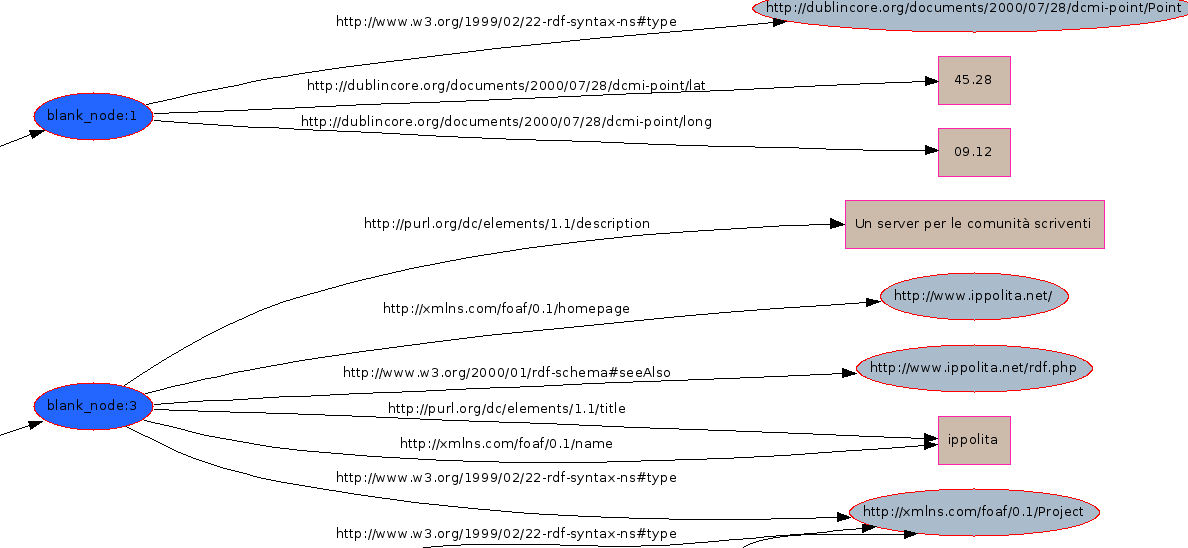 http://www.w3.org/1999/02/22-rdf-syntax-ns#type
http://dublincore.org/documents/2000/07/28/dcmi-point/Point
http://dublincore.org/documents/2000/07/28/dcmi-point/lat
45.28
blank_node:1
http://dublincore.org/documents/2000/07/28/dcmi-point/long
09.12
http://purl.org/dc/elements/1.1/description
Un server per le comunità scriventi
http://xmlns.com/foaf/0.1/homepage
http://www.ippolita.net/
http://www.w3.org/2000/01/rdf-schema#seeAlso
http://www.ippolita.net/rdf.php
blank_node:3
http://purl.org/dc/elements/1.1/title
http://xmlns.com/foaf/0.1/name
ippolita
http://www.w3.org/1999/02/22-rdf-syntax-ns#type
http://xmlns.com/foaf/0.1/Project
http://www.w3.org/1999/02/22-rdf-syntax-ns#type